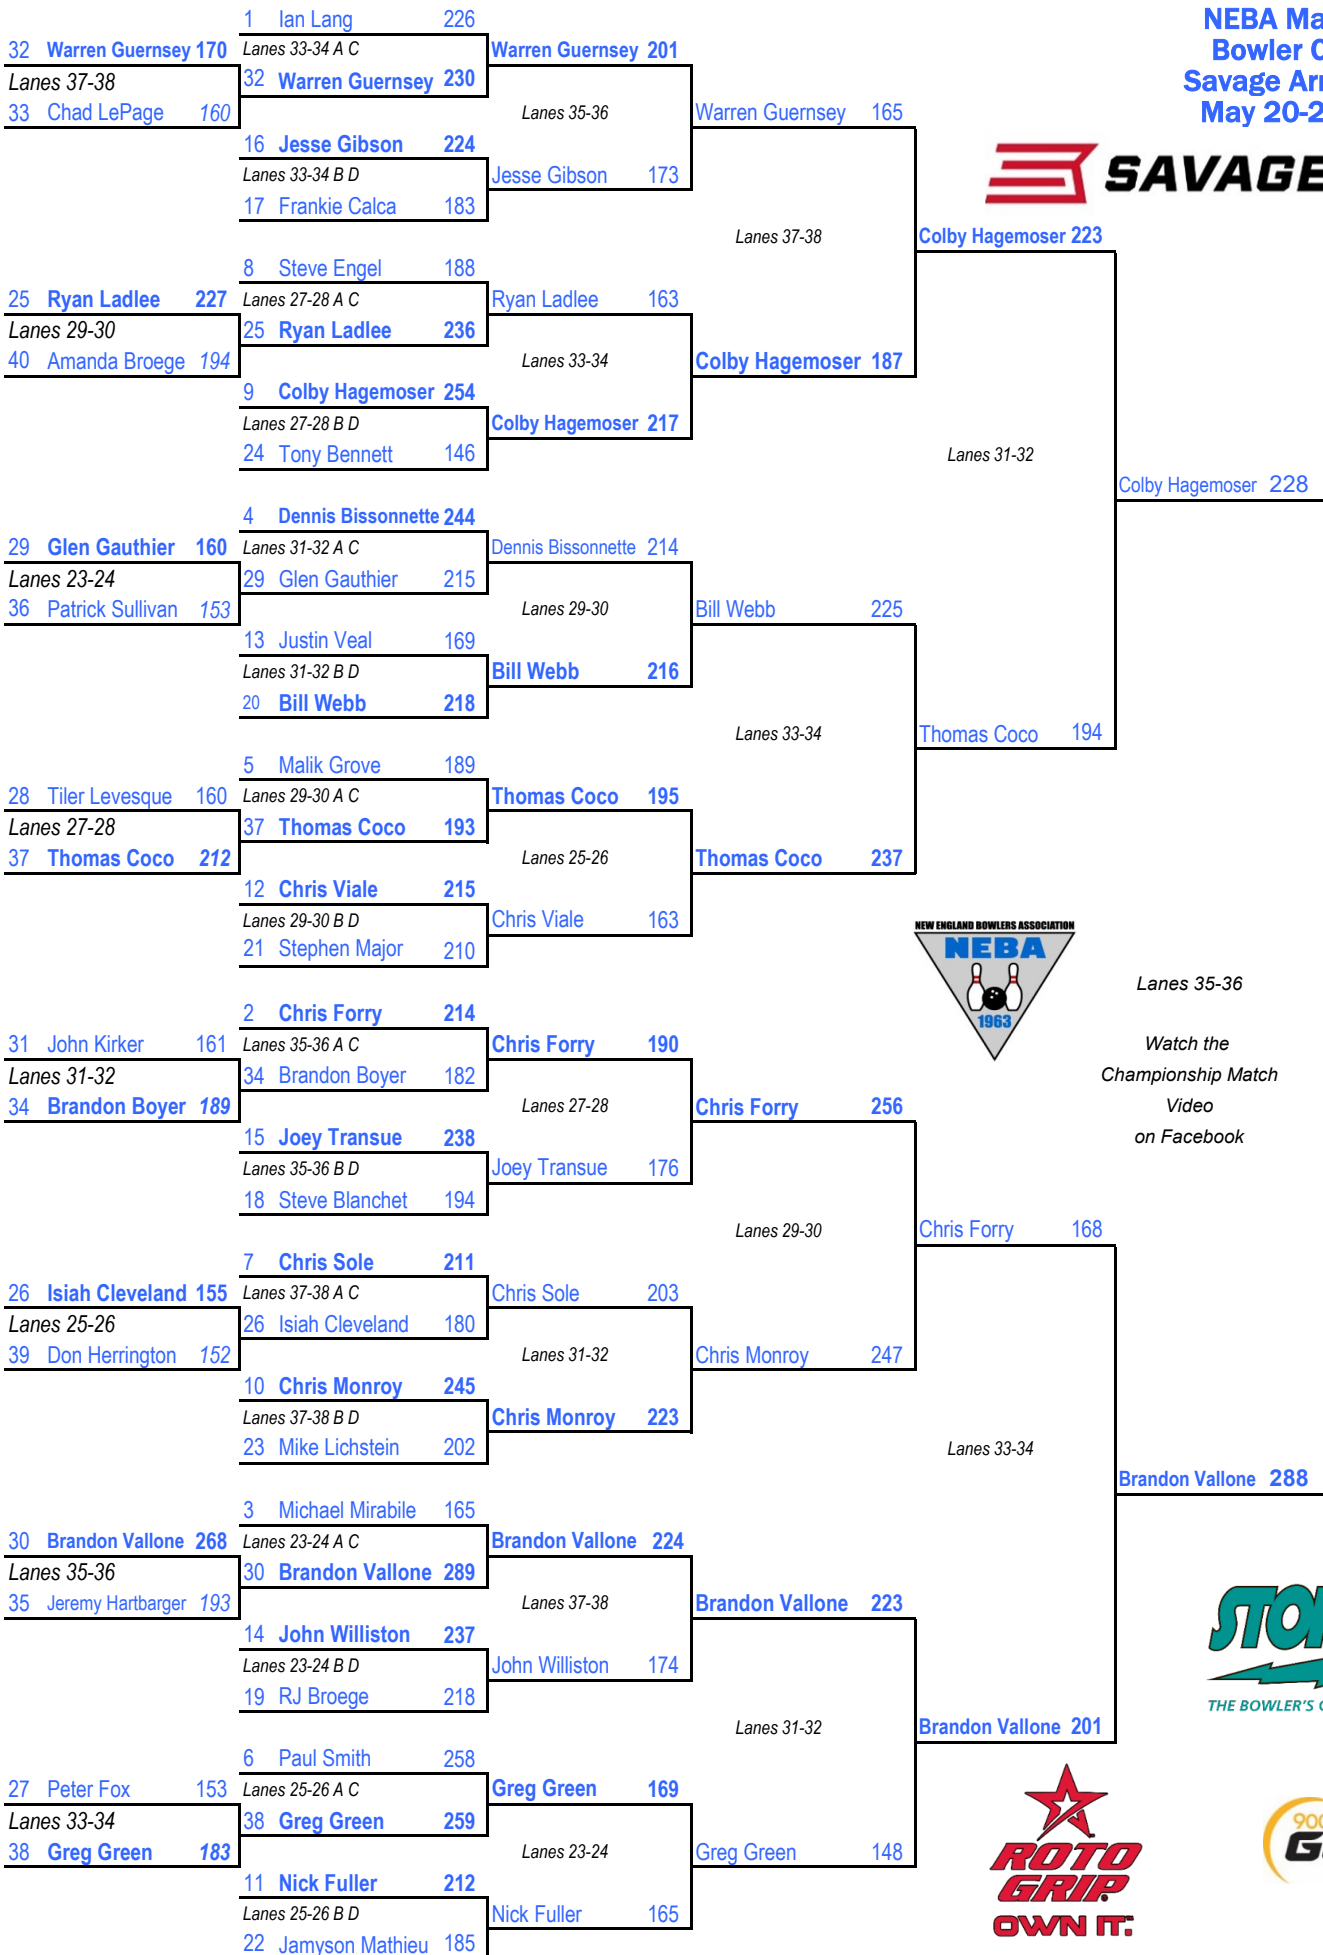 NEBA Ma
Bowler C
Savage Arr
May 20-2
SAVAGE
1 Ian Lang 226
32 Warren Guernsey 170
Lanes 33-34 A C
Warren Guernsey 201
Lanes 37-38
32 Warren Guernsey 230
33 Chad LePage 160
Lanes 35-36
Warren Guernsey 165
16 Jesse Gibson 224
Lanes 33-34 B D
Jesse Gibson 173
17 Frankie Calca 183
Lanes 37-38
Colby Hagemoser 223
8 Steve Engel 188
25 Ryan Ladlee 227
Lanes 27-28 A C
Ryan Ladlee 163
Lanes 29-30
25 Ryan Ladlee 236
40 Amanda Broege 194
Lanes 33-34
Colby Hagemoser 187
9 Colby Hagemoser 254
Lanes 27-28 B D
Colby Hagemoser 217
24 Tony Bennett 146
Lanes 31-32
Colby Hagemoser 228
4 Dennis Bissonnette 244
29 Glen Gauthier 160
Lanes 31-32 A C
Dennis Bissonnette 214
Lanes 23-24
29 Glen Gauthier 215
36 Patrick Sullivan 153
Lanes 29-30
Bill Webb 225
13 Justin Veal 169
Lanes 31-32 B D
Bill Webb 216
20 Bill Webb 218
Lanes 33-34
Thomas Coco 194
5 Malik Grove 189
28 Tiler Levesque 160
Lanes 29-30 A C
Thomas Coco 195
Lanes 27-28
37 Thomas Coco 193
37 Thomas Coco 212
Lanes 25-26
Thomas Coco 237
12 Chris Viale 215
Lanes 29-30 B D
Chris Viale 163
21 Stephen Major 210
NEW ENGLAND BOWLERS ASSOCIATION
NEBA
1963
Lanes 35-36
Watch the
Championship Match
Video
on Facebook
2 Chris Forry 214
31 John Kirker 161
Lanes 35-36 A C
Chris Forry 190
Lanes 31-32
34 Brandon Boyer 182
34 Brandon Boyer 189
Lanes 27-28
Chris Forry 256
15 Joey Transue 238
Lanes 35-36 B D
Joey Transue 176
18 Steve Blanchet 194
Lanes 29-30
Chris Forry 168
7 Chris Sole 211
26 Isiah Cleveland 155
Lanes 37-38 A C
Chris Sole 203
Lanes 25-26
26 Isiah Cleveland 180
39 Don Herrington 152
Lanes 31-32
Chris Monroy 247
10 Chris Monroy 245
Lanes 37-38 B D
Chris Monroy 223
23 Mike Lichstein 202
Lanes 33-34
Brandon Vallone 288
3 Michael Mirabile 165
30 Brandon Vallone 268
Lanes 23-24 A C
Brandon Vallone 224
Lanes 35-36
30 Brandon Vallone 289
35 Jeremy Hartbarger 193
Lanes 37-38
Brandon Vallone 223
14 John Williston 237
Lanes 23-24 B D
John Williston 174
19 RJ Broege 218
Lanes 31-32
Brandon Vallone 201
STO
THE BOWLER'S
6 Paul Smith 258
27 Peter Fox 153
Lanes 25-26 A C
Greg Green 169
Lanes 33-34
38 Greg Green 259
38 Greg Green 183
Lanes 23-24
Greg Green 148
11 Nick Fuller 212
Lanes 25-26 B D
Nick Fuller 165
22 Jamyson Mathieu 185
ROTO
GRIP
OWN IT.
900
G